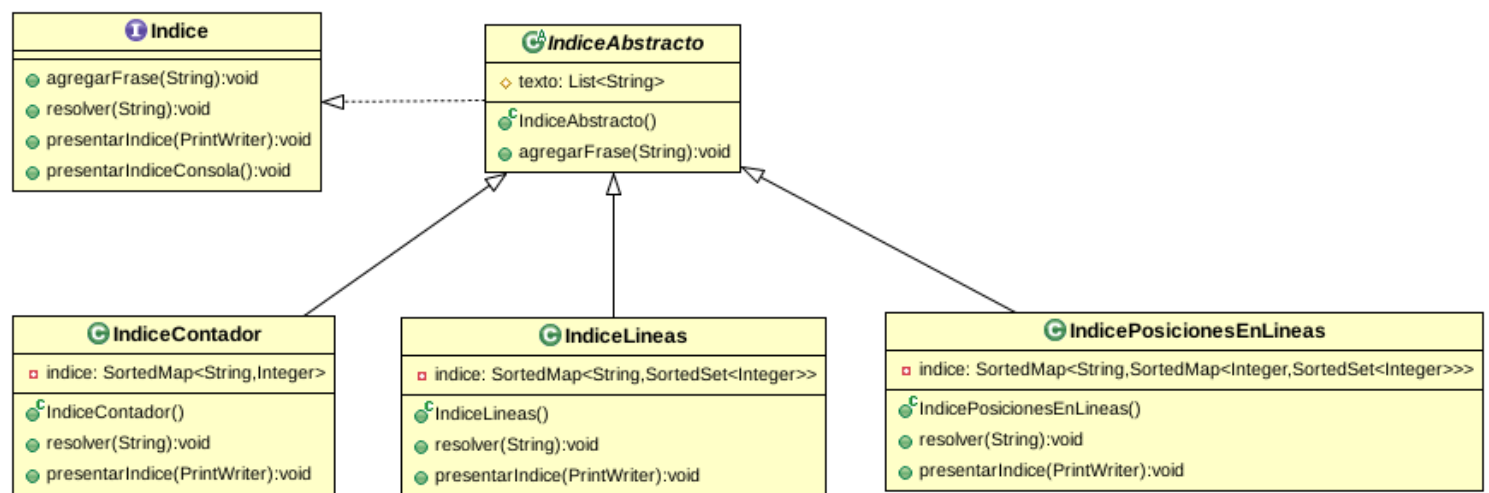 Indice
agregarFrase(String):void
resolver(String):void
presentarIndice(PrintWriter):void
presentarIndiceConsola():void
IndiceAbstracto
texto: List<String>
IndiceAbstracto()
agregarFrase(String):void
IndiceContador
indice: SortedMap<String,Integer>
IndiceContador()
resolver(String):void
presentarIndice(PrintWriter):void
IndiceLineas
indice: SortedMap<String,SortedSet<Integer>>
IndiceLineas()
resolver(String):void
presentarIndice(PrintWriter):void
IndicePosicionesEnLineas
indice: SortedMap<String,SortedMap<Integer,SortedSet<Integer>>>
IndicePosicionesEnLineas()
resolver(String):void
presentarIndice(PrintWriter):void